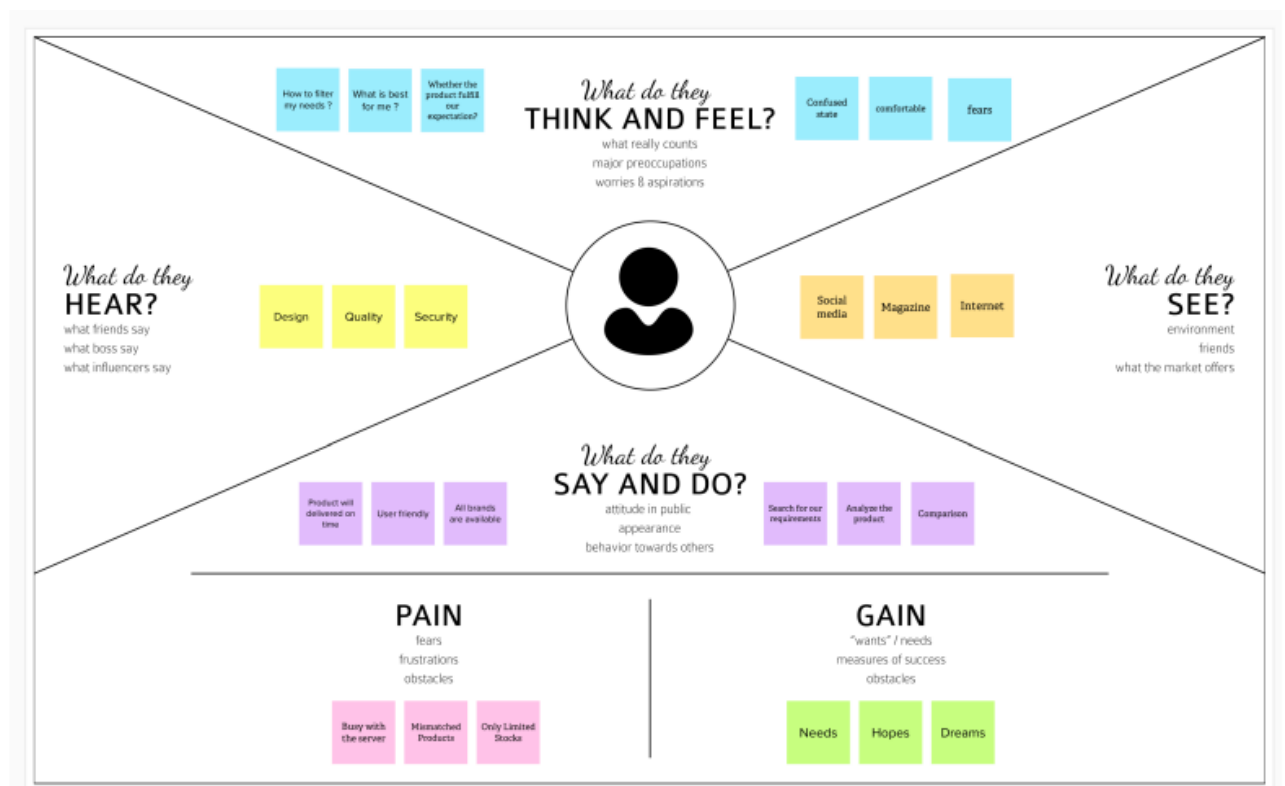 How to filter
my needs ?
What is best
for me ?
Whether the
product fulfill
our
expectation?
What do they
THINK AND FEEL?
what really counts
major preoccupations
worries & aspirations
Confused
state
comfortable
fears
What do they
HEAR?
what friends say
what boss say
what influencers say
Design
Quality
Security
Social
media
Magazine
Internet
What do they
SEE?
environment
friends
what the market offers
Product will
delivered on
time
User friendly
All brands
are available
What do they
SAY AND DO?
attitude in public
appearance
behavior towards others
Search for our
requirements
Analyze the
product
Comparison
PAIN
fears
frustrations
obstacles
Busy with
the server
Mismatched
Products
Only Limited
Stocks
GAIN
"wants" / needs
measures of success
obstacles
Needs
Hopes
Dreams